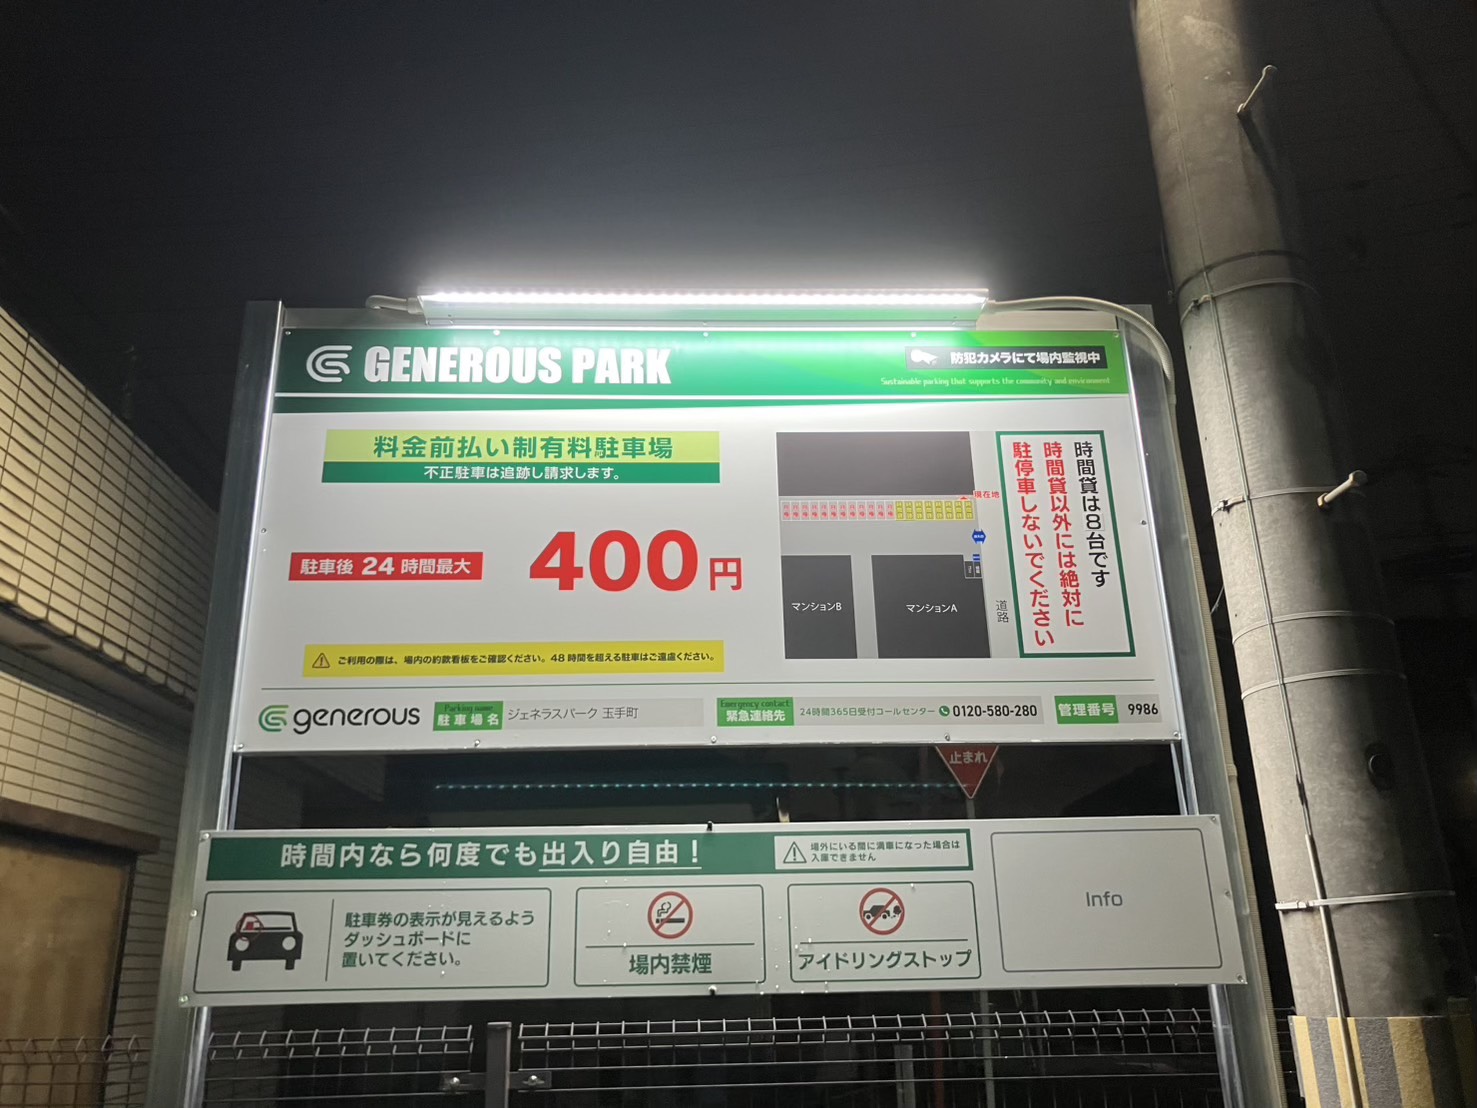 GENEROUS PARK
防犯カメラにて場内監視中
Sustainable parking that supports the community and environment
料金前払い制有料駐車場
不正駐車は追跡し請求します。
駐車後 24 時間最大
400円
ご利用の際は、場内の約款看板をご確認ください。48 時間を超える駐車はご遠慮ください。
現在地
マンションB
マンションA
道路
時間貸は8台です
時間貸以外には絶対に
駐停車しないでください
generous
Parking name
駐車場名
ジェネラスパーク 玉手町
Emergency contact
緊急連絡先
24時間365日受付コールセンター 0120-580-280
管理番号
9986
止まれ
時間内なら何度でも出入り自由！
場外にいる間に満車になった場合は
入庫できません
駐車券の表示が見えるよう
ダッシュボードに
置いてください。
場内禁煙
アイドリングストップ
Info